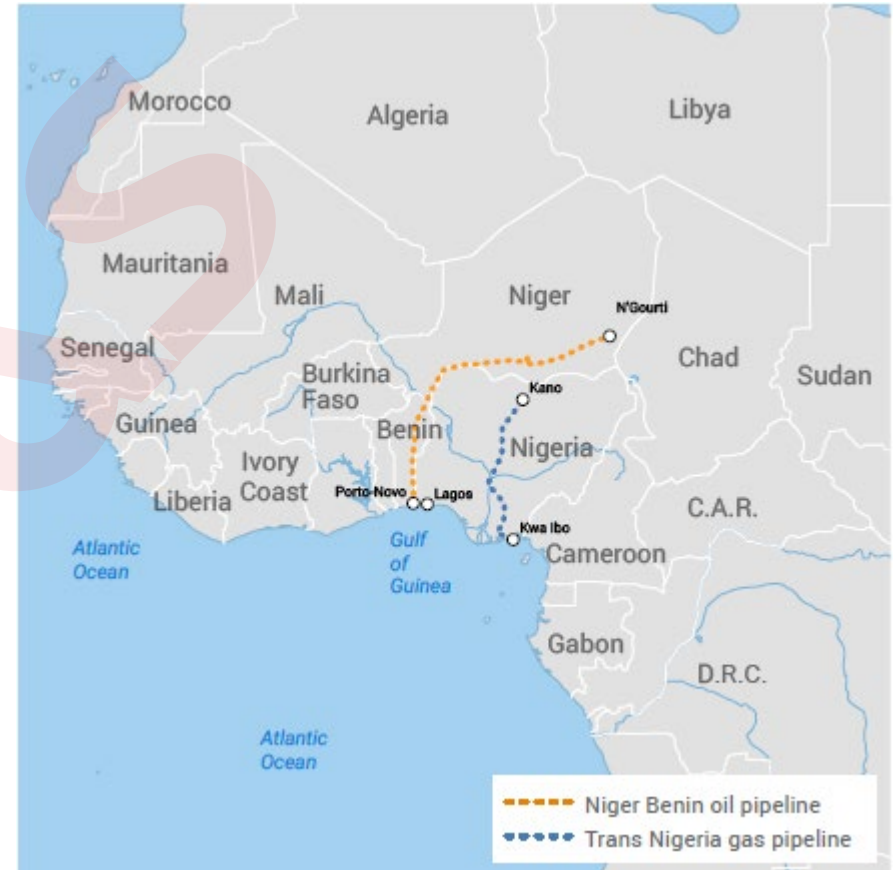 Morocco
Algeria
Libya
Mauritania
Mali
Niger
N'Gourti
Chad
Sudan
Senegal
Burkina
Faso
Kano
Guinea
Benin
Nigeria
Ivory
Coast
Liberia
Porto-Novo
Lagos
C.A.R.
Kwa Ibo
Cameroon
Atlantic
Ocean
Gulf
of
Guinea
Gabon
D.R.C.
Atlantic
Ocean
Niger Benin oil pipeline
Trans Nigeria gas pipeline